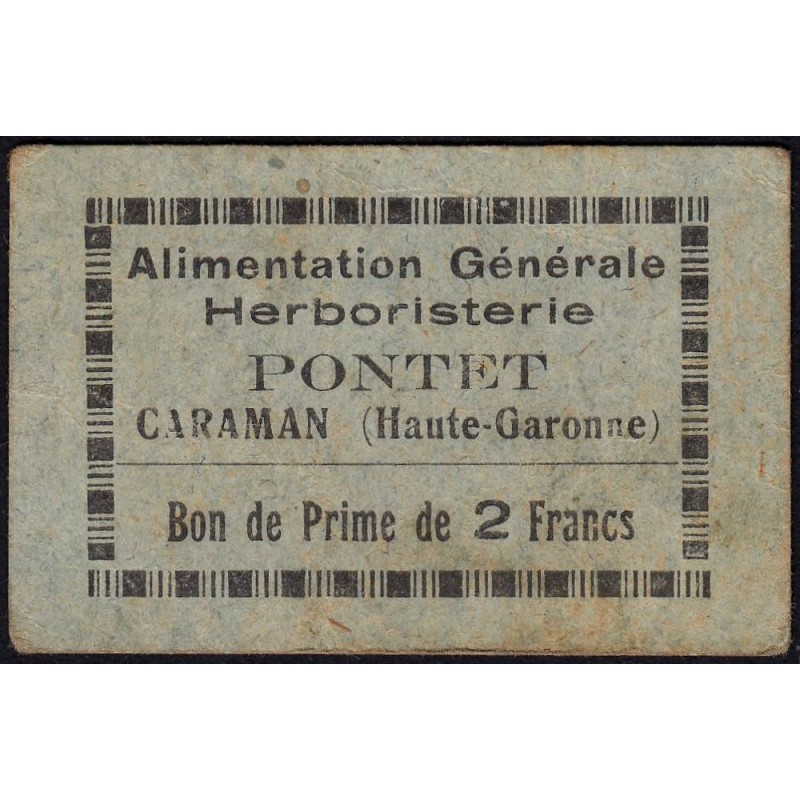 Alimentation Générale
Herboristerie
PONTET
CARAMAN (Haute-Garonne)
Bon de Prime de 2 Francs